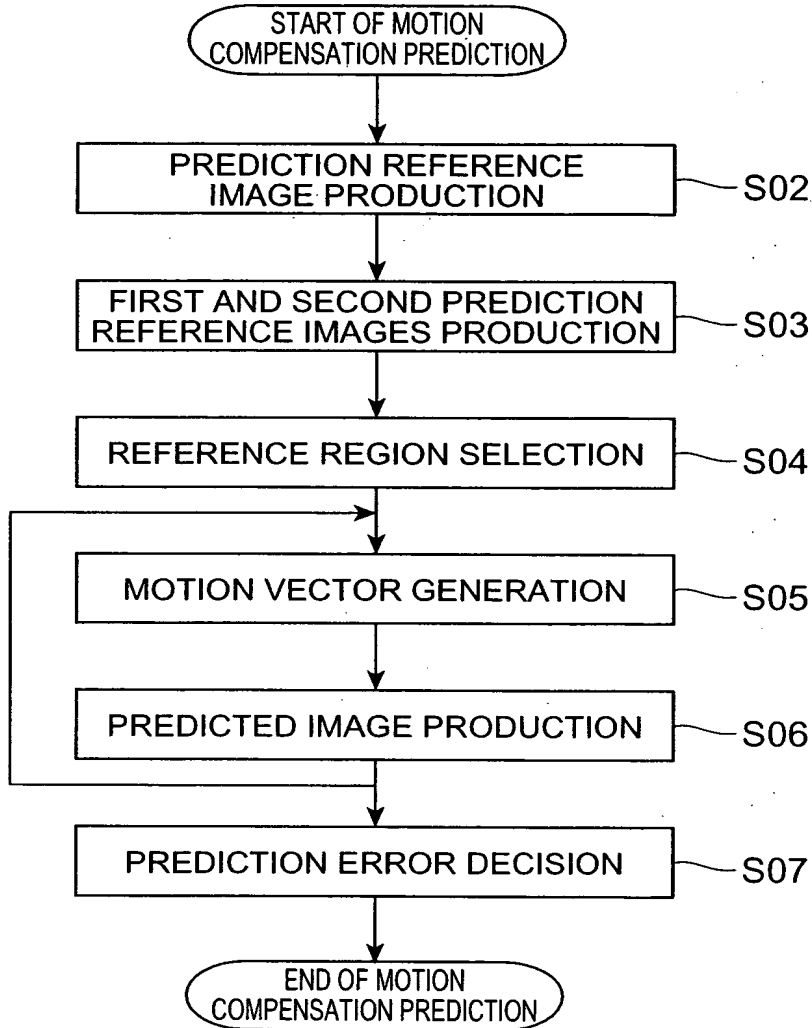 START OF MOTION
COMPENSATION PREDICTION
PREDICTION REFERENCE
IMAGE PRODUCTION
S02
FIRST AND SECOND PREDICTION
REFERENCE IMAGES PRODUCTION
S03
REFERENCE REGION SELECTION
S04
MOTION VECTOR GENERATION
S05
PREDICTED IMAGE PRODUCTION
S06
PREDICTION ERROR DECISION
S07
END OF MOTION
COMPENSATION PREDICTION